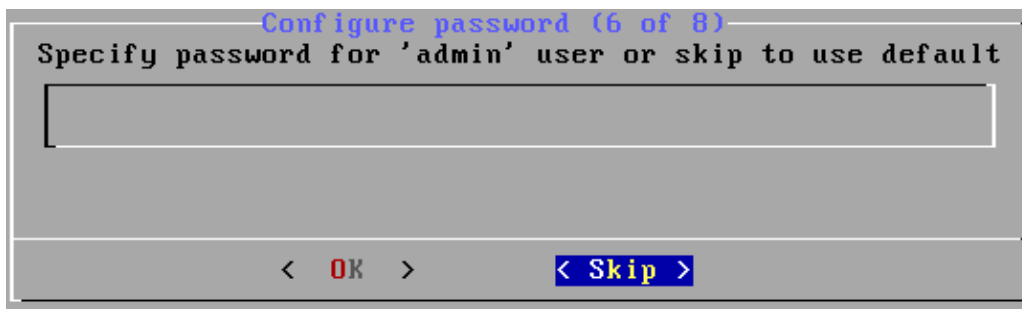 Configure password (6 of 8)
Specify password for 'admin' user or skip to use default
< OK > < Skip >